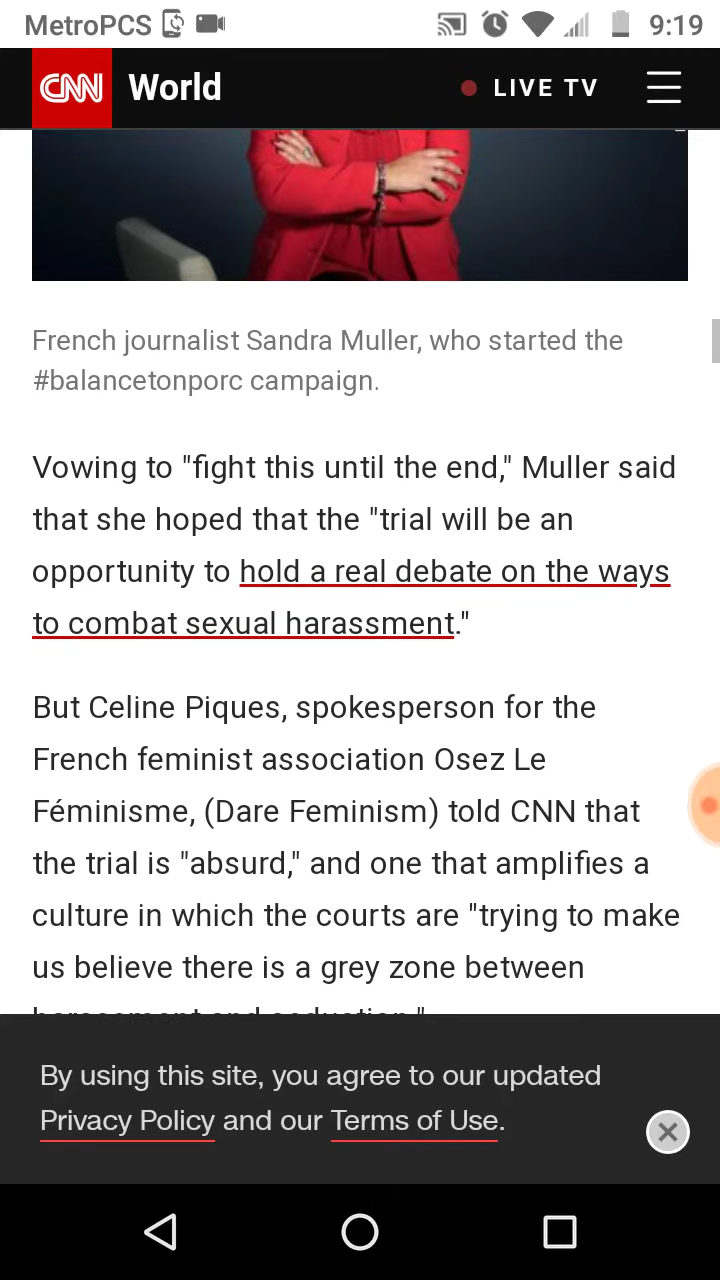 MetroPCS 9:19
CNN World LIVE TV
French journalist Sandra Muller, who started the
#balancetonporc campaign.
Vowing to "fight this until the end," Muller said
that she hoped that the "trial will be an
opportunity to hold a real debate on the ways
to combat sexual harassment."
But Celine Piques, spokesperson for the
French feminist association Osez Le
Féminisme, (Dare Feminism) told CNN that
the trial is "absurd," and one that amplifies a
culture in which the courts are "trying to make
us believe there is a grey zone between
harassment and seduction."
By using this site, you agree to our updated
Privacy Policy and our Terms of Use.